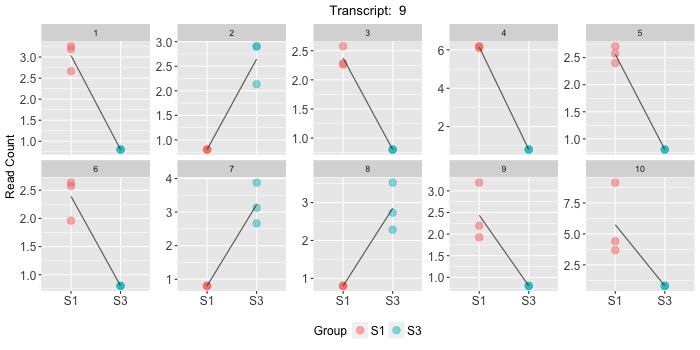 Transcript: 9
1 2 3 4 5
3.0 3.0 2.5 6 2.5
2.5 2.5 2.0 4 2.0
2.0 2.0 1.5 2 1.5
1.5 1.5 1.0 1.0
1.0 1.0
Read Count
6 7 8 9 10
2.5 4 3 3.0 7.5
2.0 3 2 2.5 5.0
1.5 2 1 2.0 2.5
1.0 1 1.5
1.0
S1 S3 S1 S3 S1 S3 S1 S3 S1 S3
Group S1 S3